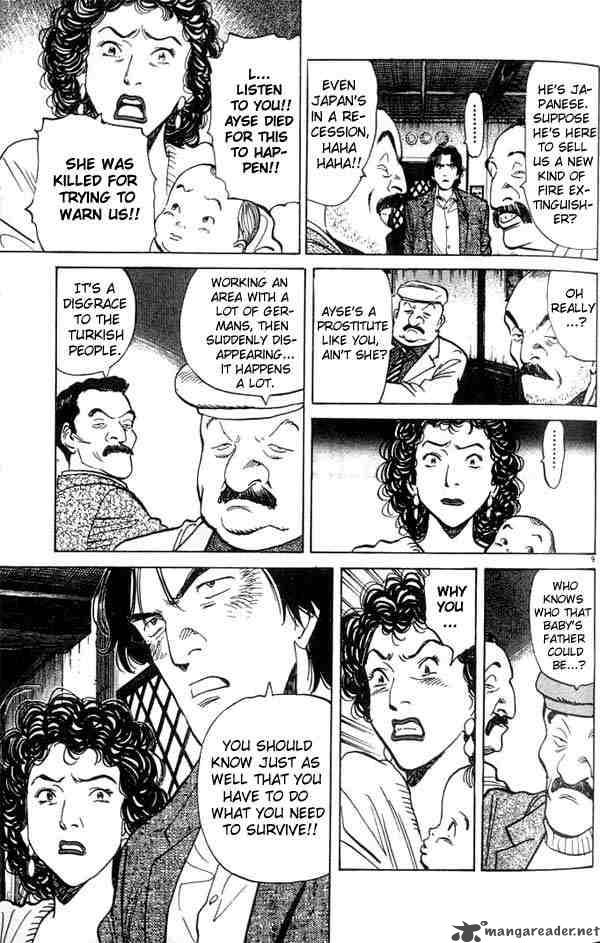 HE'S JA-
PANESE.
SUPPOSE
HE'S HERE
TO SELL
US A NEW
KIND OF
FIRE EX-
TINGUISH-
ER?
........
EVEN
JAPAN'S
IN A RE-
CESSION,
HAHA
HAHA!!
L...
LISTEN
TO YOU!!
AYSE DIED
FOR THIS
TO HAP-
PEN!!
SHE WAS
KILLED FOR
TRYING TO
WARN US!!
OH
REALLY
...?
AYSE'S A
PROSTITUTE
LIKE YOU,
AIN'T SHE?
WORKING
AN AREA WITH A
LOT OF GER-
MANS, THEN
SUDDENLY DIS-
APPEARING...
IT HAPPENS
A LOT.
IT'S A
DISGRACE
TO THE
TURKISH
PEOPLE.
........
9
WHO
KNOWS
WHO THAT
BABY'S
FATHER
COULD
BE...?
WHY
YOU
...
YOU SHOULD
KNOW JUST AS
WELL THAT YOU
HAVE TO DO
WHAT YOU NEED
TO SURVIVE!!
mangareader.net